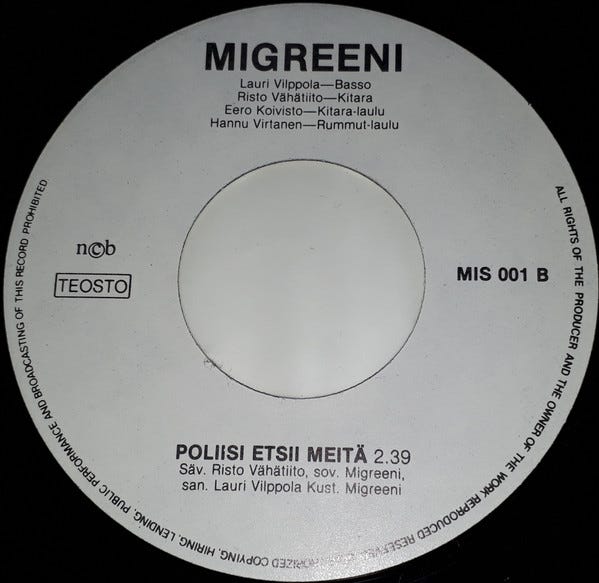 MIGREENI
Lauri Vilppola—Basso
Risto Vähätiito—Kitara
Eero Koivisto—Kitara-laulu
Hannu Virtanen—Rummut-laulu
n©b
TEOSTO
MIS 001 B
POLIISI ETSII MEITÄ 2.39
Säv. Risto Vähätiito, sov. Migreeni,
san. Lauri Vilppola Kust. Migreeni
ALL RIGHTS OF THE PRODUCER AND THE OWNER OF THE WORK REPRODUCED RESERVED. COPYING, HIRING, LENDING, PUBLIC PERFORMANCE AND BROADCASTING OF THIS RECORD PROHIBITED